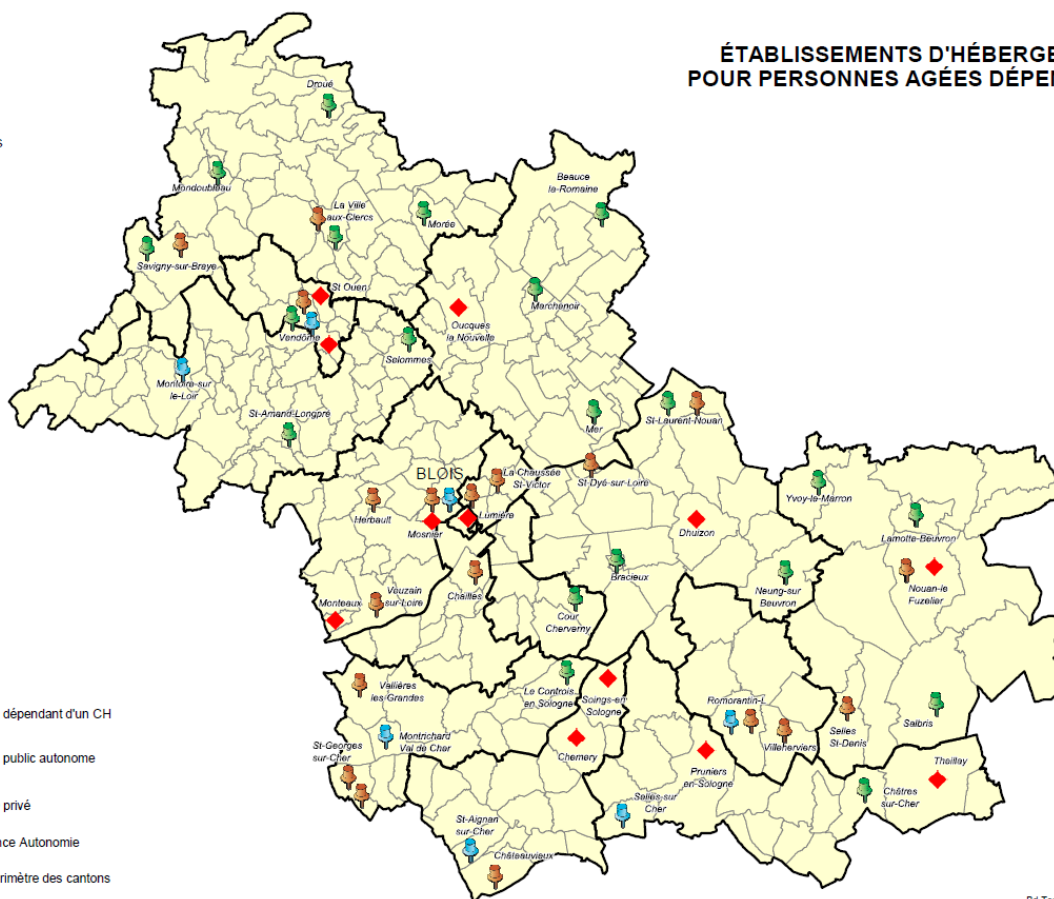 ÉTABLISSEMENTS D'HÉBERGE
POUR PERSONNES AGÉES DÉPE
s
Droué
Mondoubleau
Beauce
la-Romaine
La Ville
aux-Clercs
Morée
Savigny-sur-Braye
St Ouen
Marchenoir
Oucques
la Nouvelle
Vendôme
Selommes
Montoire-sur
le-Loir
St-Amand-Longpré
Mer
St-Laurent-Nouan
BLOIS
La Chaussée
St-Victor
St-Dyé-sur-Loire
Yvoy-le-Marron
Herbault
Mosnier
Lumière
Dhuizon
Lamotte-Beuvron
Bracieux
Neung-sur
Beuvron
Nouan-le
Fuzelier
Chailles
Veuzain
sur-Loire
Monteaux
Cour
Cherverny
Vallières
les-Grandes
Le Controis
en Sologne
Soings-en
Sologne
Romorantin-L
Salbris
dépendant d'un CH
Montrichard
Val de Cher
Selles
St-Denis
St-Georges
sur-Cher
Villeherviers
public autonome
Chemery
Pruniers
en-Sologne
Theillay
Châtres
sur-Cher
privé
Selles-sur
Cher
St-Aignan
sur-Cher
nce Autonomie
Châteauvieux
rimètre des cantons